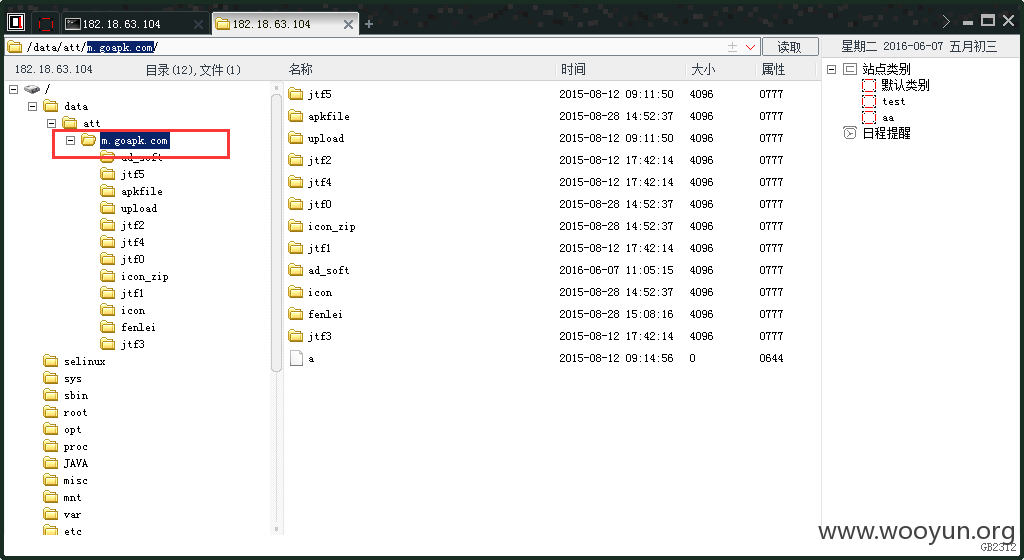 182.18.63.104
182.18.63.104
/data/att/m.goapk.com/
读取
星期二 2016-06-07 五月初三
182.18.63.104 目录(12),文件(1)
名称 时间 大小 属性
/
data
att
m.goapk.com
ad_soft
jtf5
apkfile
upload
jtf2
jtf4
jtf0
icon_zip
jtf1
icon
fenlei
jtf3
selinux
sys
sbin
root
opt
proc
JAVA
misc
mnt
var
etc
jtf5 2015-08-12 09:11:50 4096 0777
apkfile 2015-08-28 14:52:37 4096 0777
upload 2015-08-12 09:11:50 4096 0777
jtf2 2015-08-12 17:42:14 4096 0777
jtf4 2015-08-12 17:42:14 4096 0777
jtf0 2015-08-28 14:52:37 4096 0777
icon_zip 2015-08-28 14:52:37 4096 0777
jtf1 2015-08-12 17:42:14 4096 0777
ad_soft 2016-06-07 11:05:15 4096 0777
icon 2015-08-28 14:52:37 4096 0777
fenlei 2015-08-28 15:08:16 4096 0777
jtf3 2015-08-12 17:42:14 4096 0777
a 2015-08-12 09:14:56 0 0644
站点类别
默认类别
test
aa
日程提醒
www.wooyun.org
GB2312